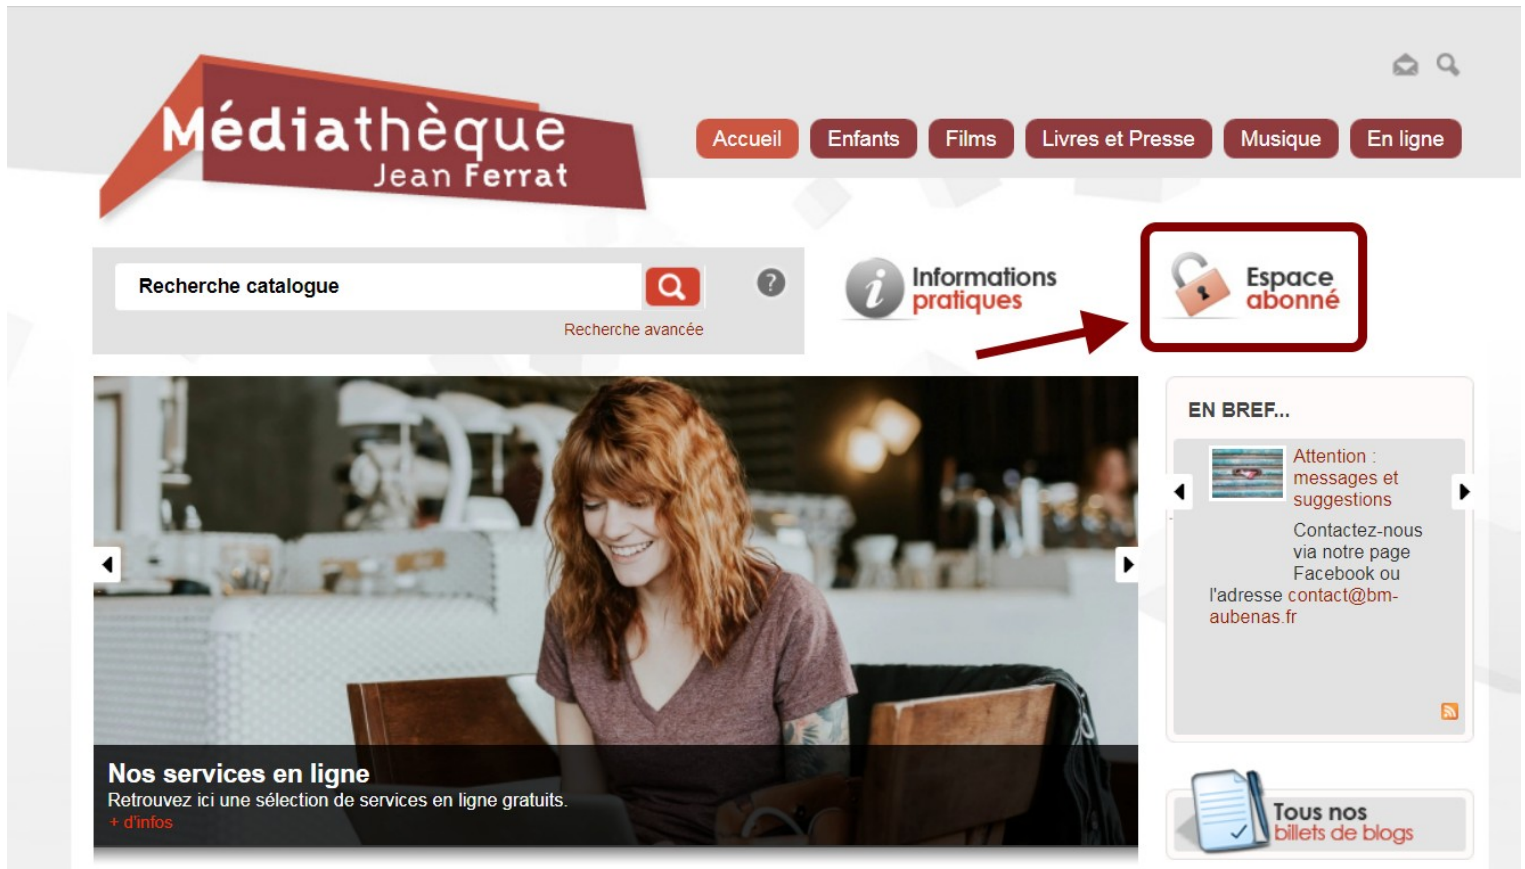 Médiathèque
Jean Ferrat
Accueil
Enfants
Films
Livres et Presse
Musique
En ligne
Recherche catalogue
?
Recherche avancée
i
Informations
pratiques
Espace
abonné
EN BREF...
Attention :
messages et
suggestions
Contactez-nous
via notre page
Facebook ou
l'adresse contact@bm-
aubenas.fr
Nos services en ligne
Retrouvez ici une sélection de services en ligne gratuits.
+ d'infos
Tous nos
billets de blogs